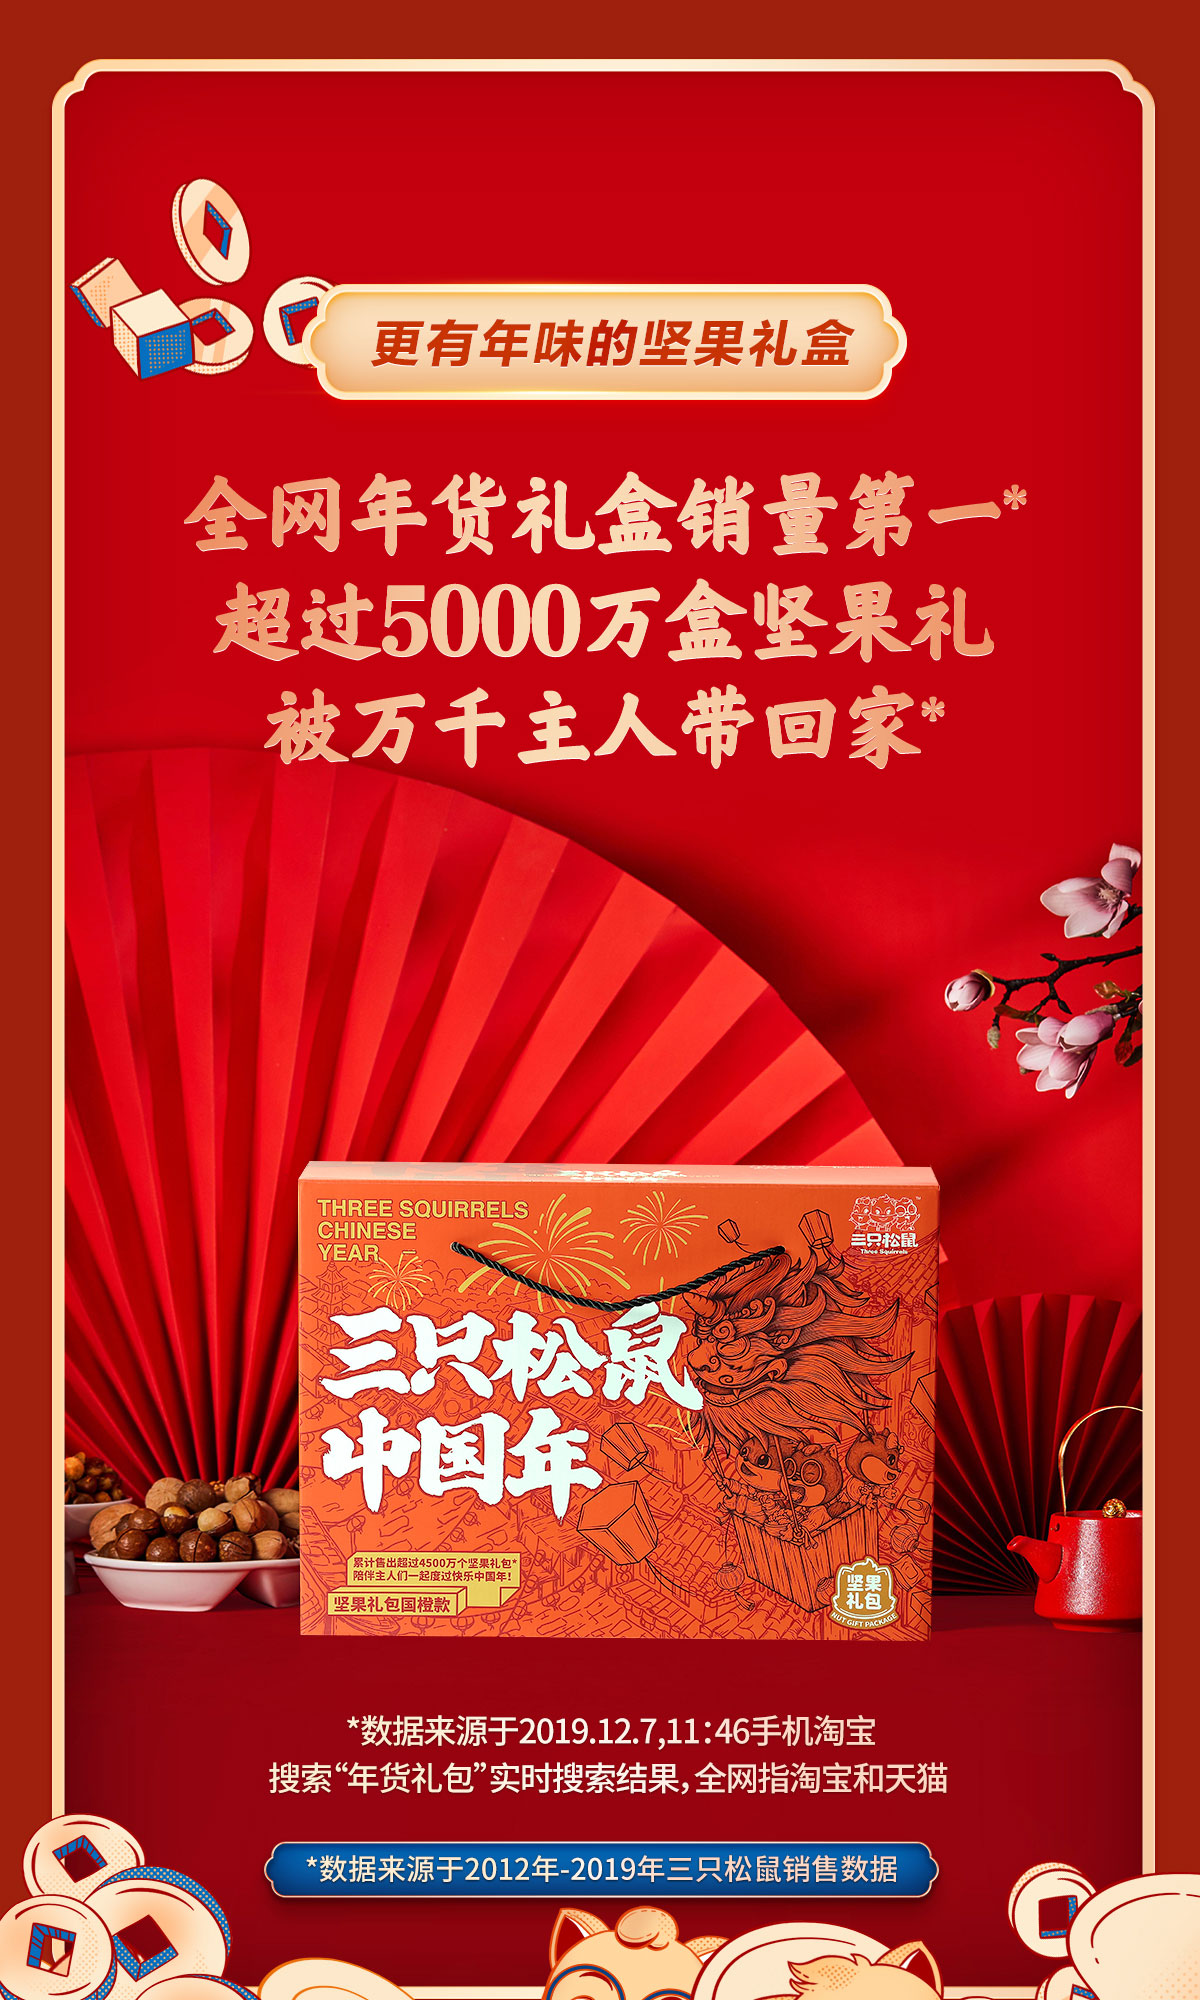 更有年味的坚果礼盒
全网年货礼盒销量第一*
超过5000万盒坚果礼
被万千主人带回家*
THREE SQUIRRELS
CHINESE
YEAR
三只松鼠
Three Squirrels
三只松鼠
中国年
累计售出超过4500万个坚果礼包*
陪伴主人们一起度过快乐中国年!
坚果礼包国橙款
坚果
礼包
NUT GIFT PACKAGE
*数据来源于2019.12.7,11:46手机淘宝
搜索“年货礼包”实时搜索结果,全网指淘宝和天猫
*数据来源于2012年-2019年三只松鼠销售数据